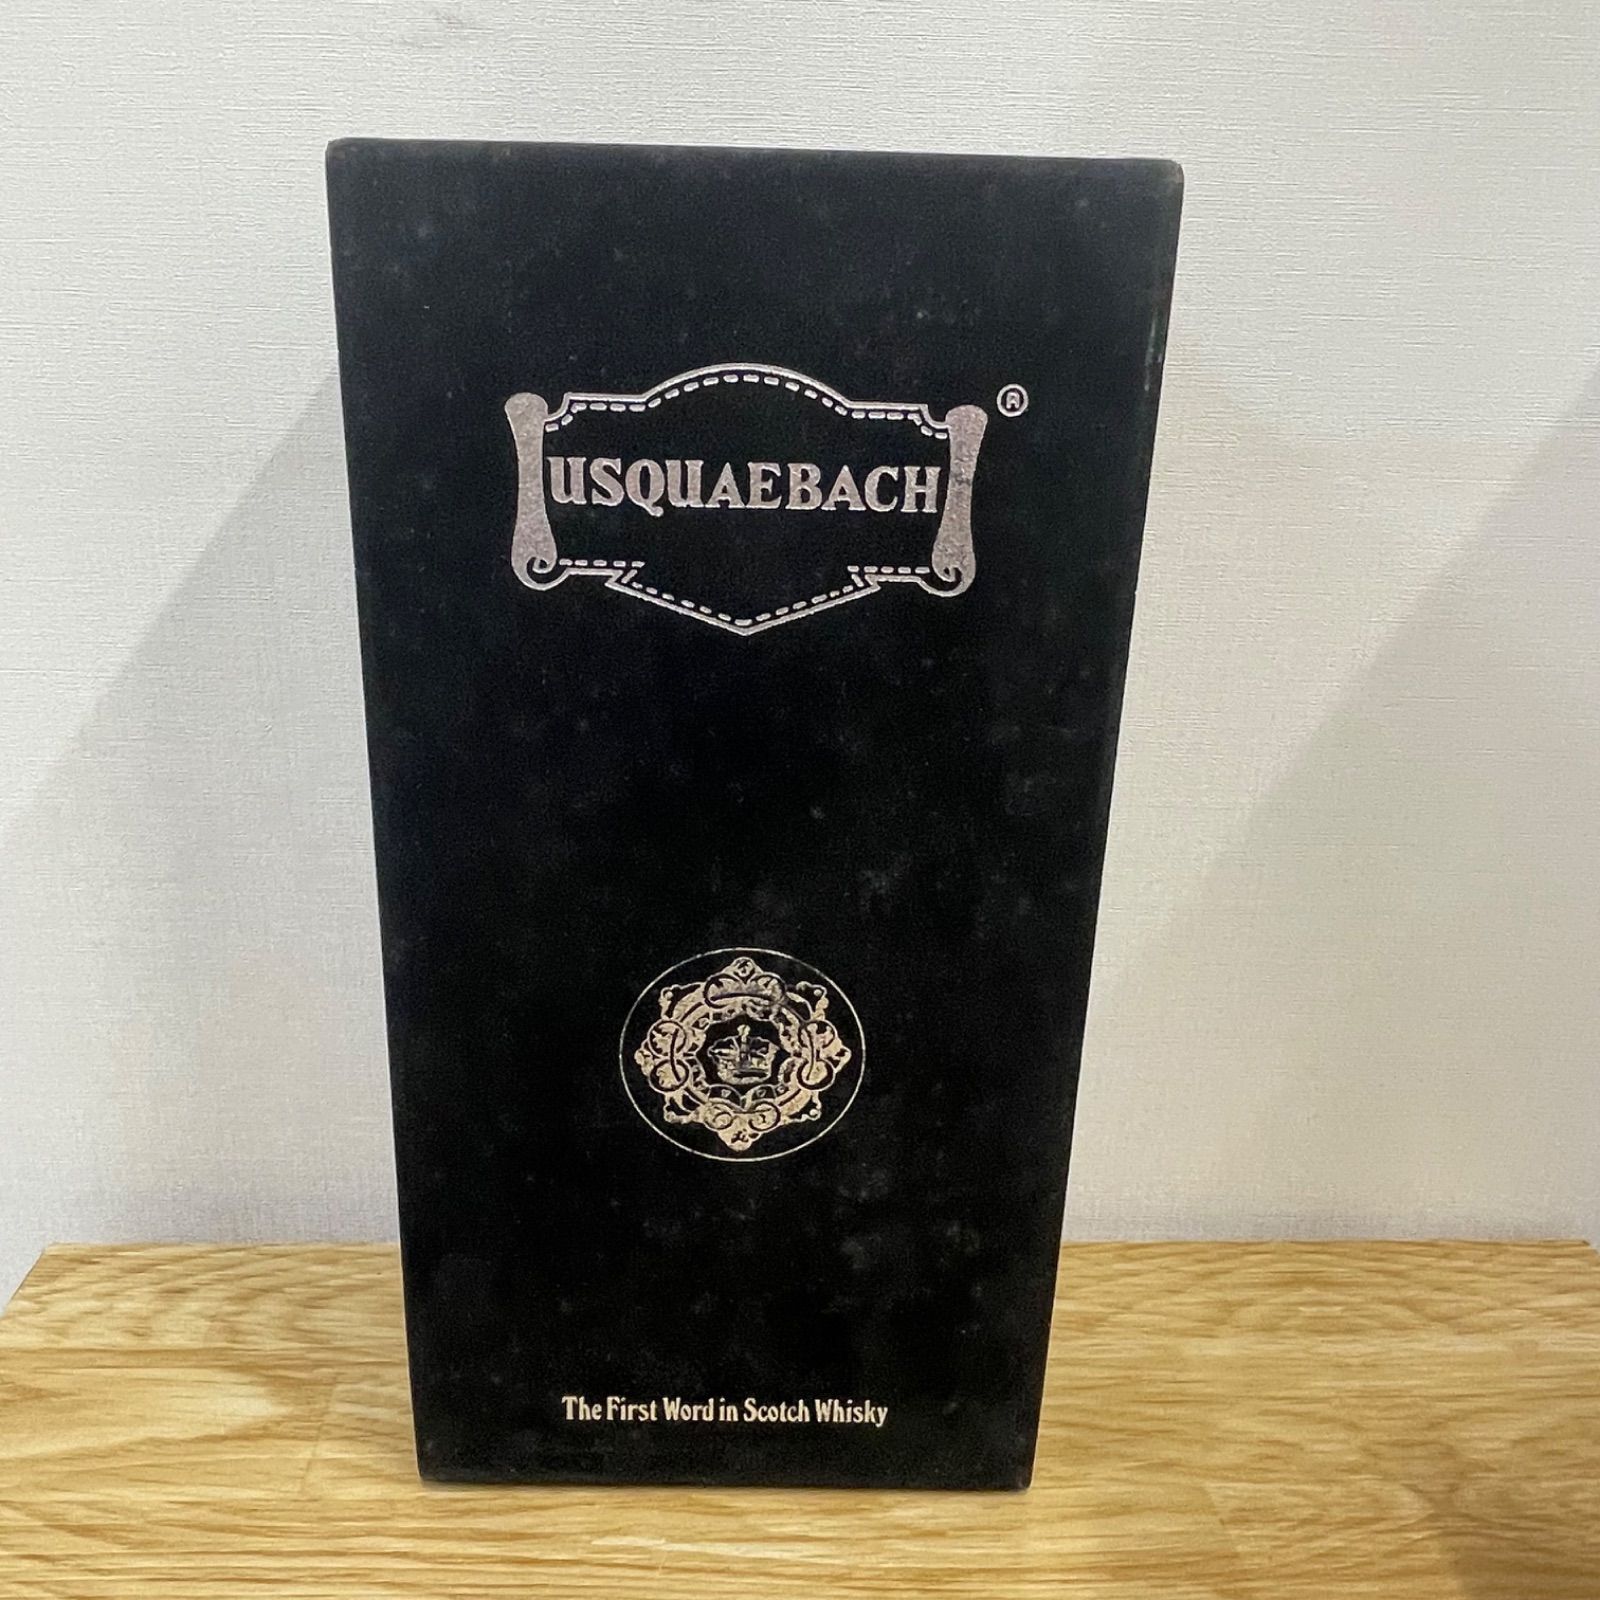 USQUAEBACH ®
The First Word in Scotch Whisky